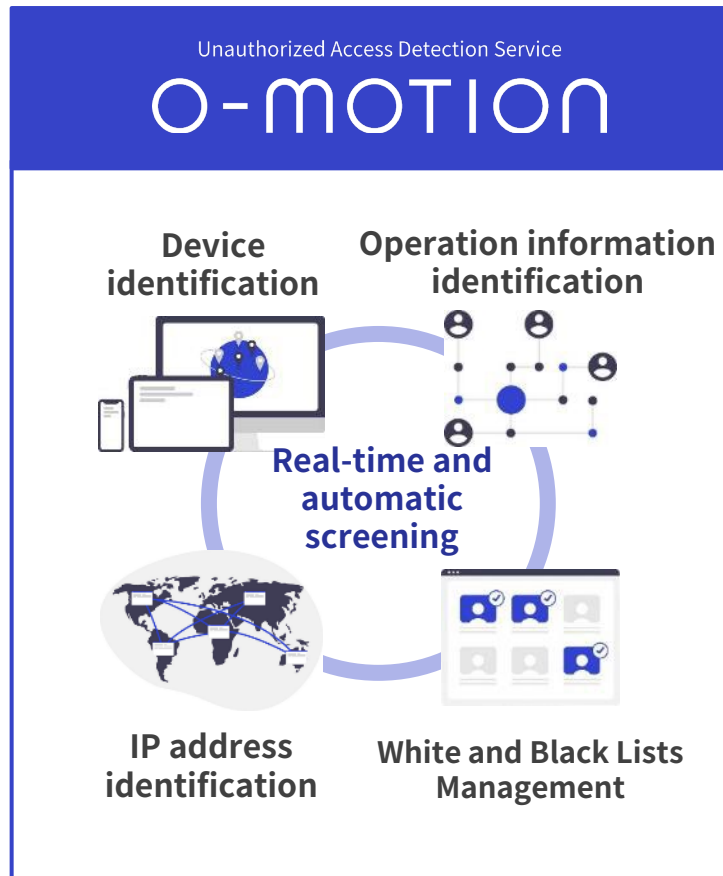 Unauthorized Access Detection Service
O-MOTION
Device
identification
Operation information
identification
Real-time and
automatic
screening
IP address
identification
White and Black Lists
Management